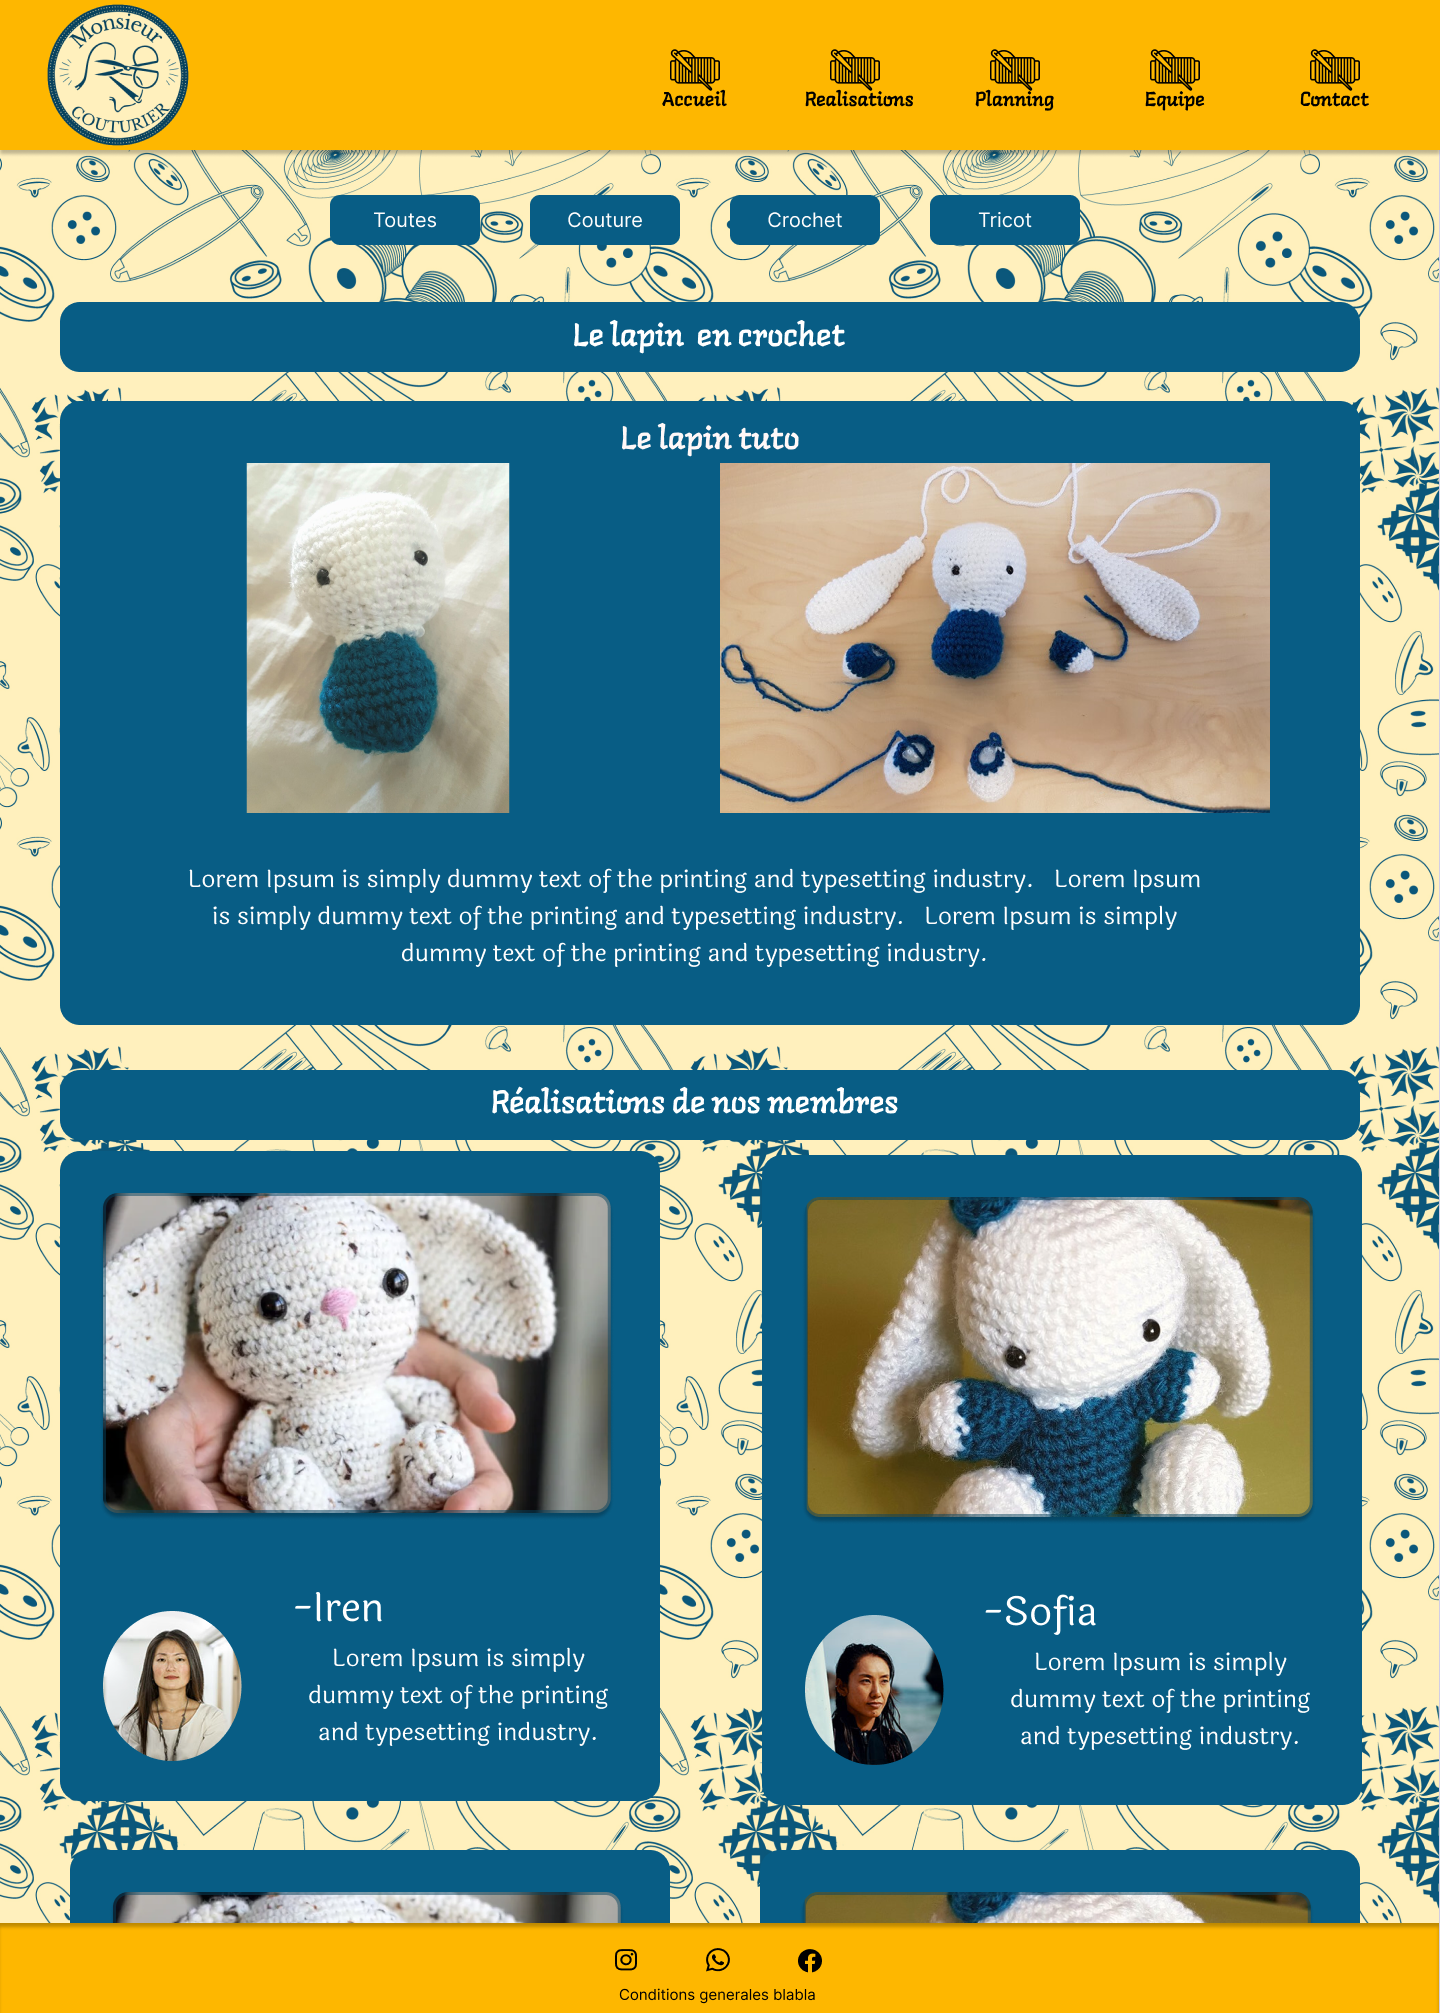 Monsieur
COUTURIER
Accueil
Realisations
Planning
Equipe
Contact
Toutes
Couture
Crochet
Tricot
Le lapin  en crochet
Le lapin tuto
Lorem Ipsum is simply dummy text of the printing and typesetting industry.   Lorem Ipsum
is simply dummy text of the printing and typesetting industry.   Lorem Ipsum is simply
dummy text of the printing and typesetting industry.
Réalisations de nos membres
-Iren
Lorem Ipsum is simply
dummy text of the printing
and typesetting industry.
-Sofia
Lorem Ipsum is simply
dummy text of the printing
and typesetting industry.
Conditions generales blabla